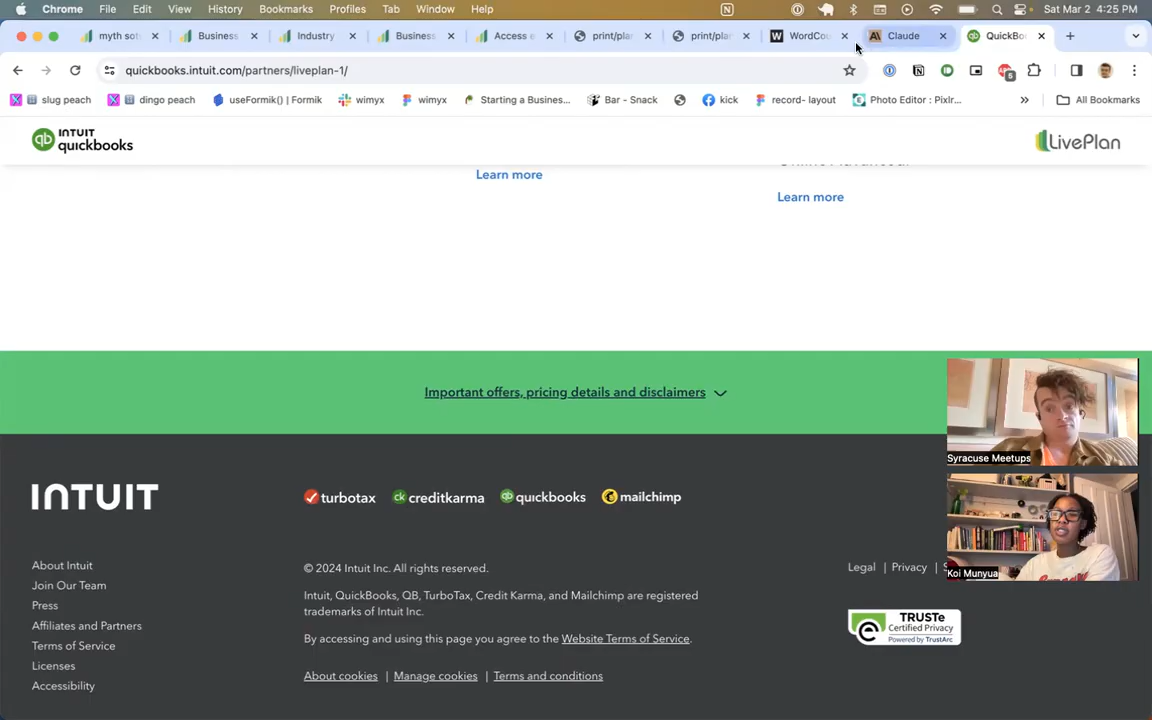 Chrome File Edit View History Bookmarks Profiles Tab Window Help Sat Mar 2 4:25 PM
myth sot Business Industry Business Access e print/plan print/plan WordCou Claude QuickBo
quickbooks.intuit.com/partners/liveplan-1/ 5
slug peach dingo peach useFormik() | Formik wimyx wimyx Starting a Business... Bar - Snack kick record- layout Photo Editor : Pixlr... All Bookmarks
INTUIT quickbooks
LivePlan
Learn more
Learn more
Important offers, pricing details and disclaimers
Syracuse Meetups
Koi Munyua
INTUIT
turbotax creditkarma quickbooks mailchimp
About Intuit
Join Our Team
Press
Affiliates and Partners
Terms of Service
Licenses
Accessibility
© 2024 Intuit Inc. All rights reserved.
Intuit, QuickBooks, QB, TurboTax, Credit Karma, and Mailchimp are registered
trademarks of Intuit Inc.
By accessing and using this page you agree to the Website Terms of Service.
About cookies | Manage cookies | Terms and conditions
Legal | Privacy |
TRUSTe
Certified Privacy
Powered by TrustArc